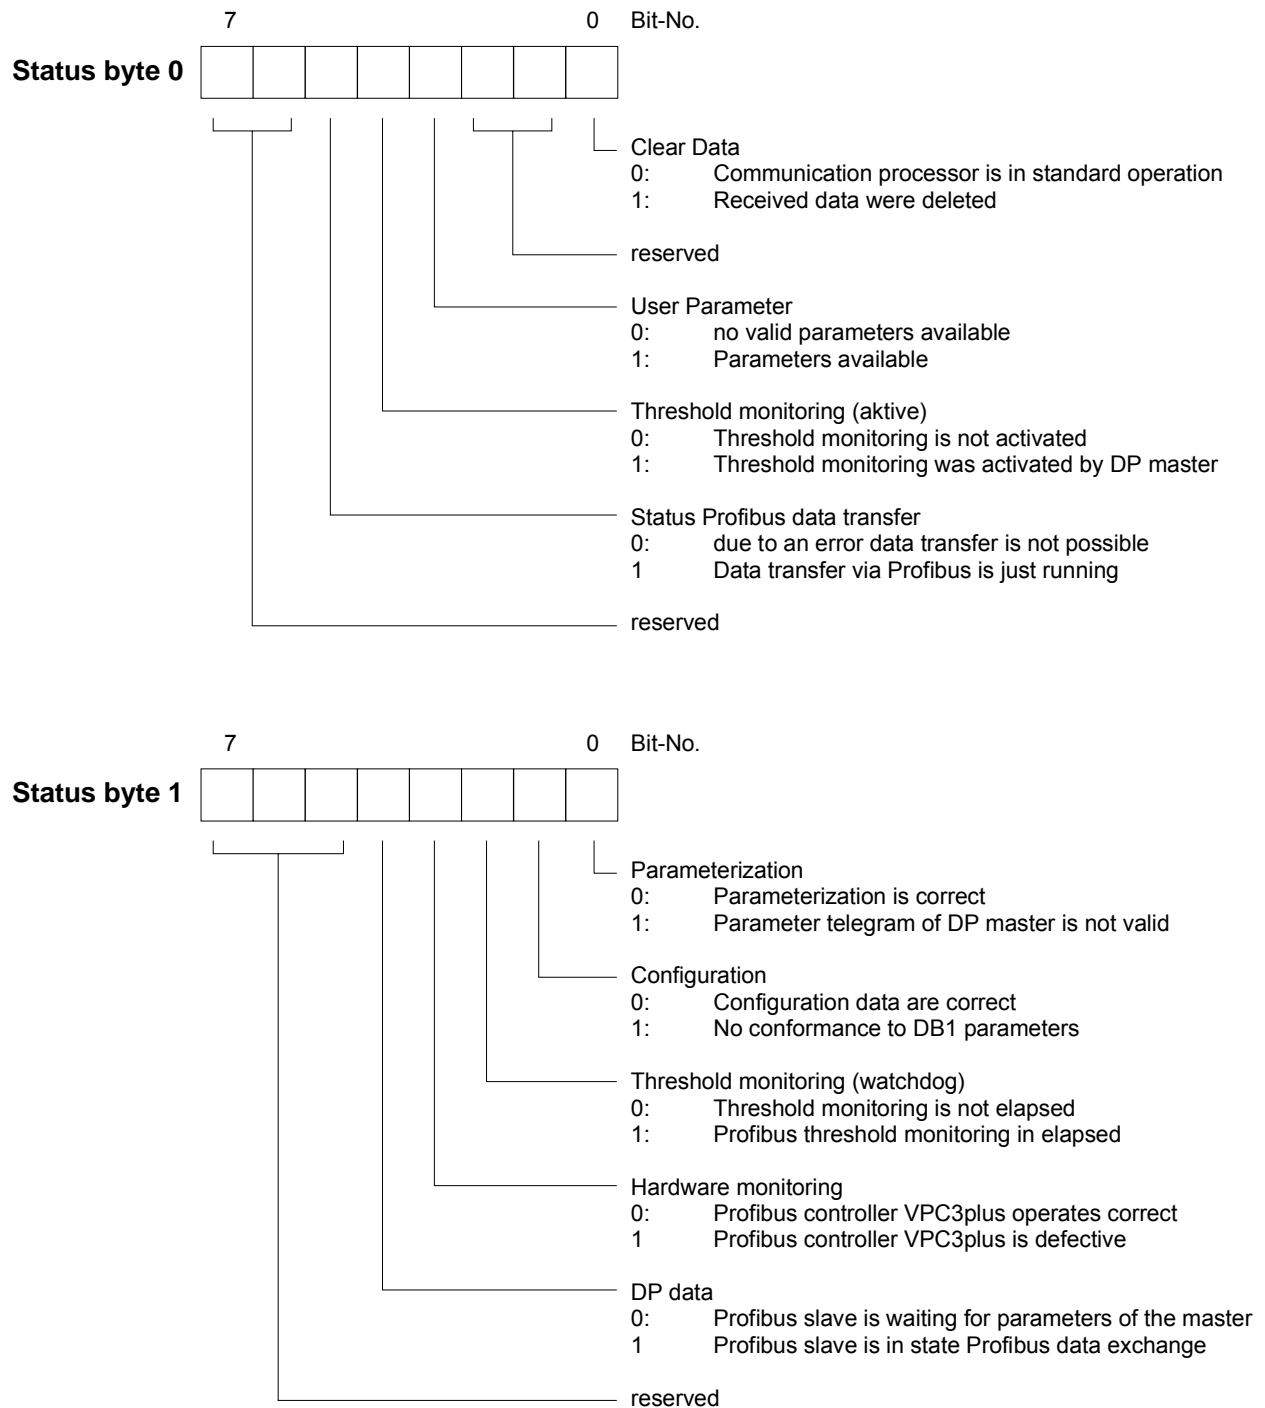 7 0 Bit-No.
Status byte 0
Clear Data
0: Communication processor is in standard operation
1: Received data were deleted
reserved
User Parameter
0: no valid parameters available
1: Parameters available
Threshold monitoring (aktive)
0: Threshold monitoring is not activated
1: Threshold monitoring was activated by DP master
Status Profibus data transfer
0: due to an error data transfer is not possible
1 Data transfer via Profibus is just running
reserved
7 0 Bit-No.
Status byte 1
Parameterization
0: Parameterization is correct
1: Parameter telegram of DP master is not valid
Configuration
0: Configuration data are correct
1: No conformance to DB1 parameters
Threshold monitoring (watchdog)
0: Threshold monitoring is not elapsed
1: Profibus threshold monitoring in elapsed
Hardware monitoring
0: Profibus controller VPC3plus operates correct
1 Profibus controller VPC3plus is defective
DP data
0: Profibus slave is waiting for parameters of the master
1 Profibus slave is in state Profibus data exchange
reserved